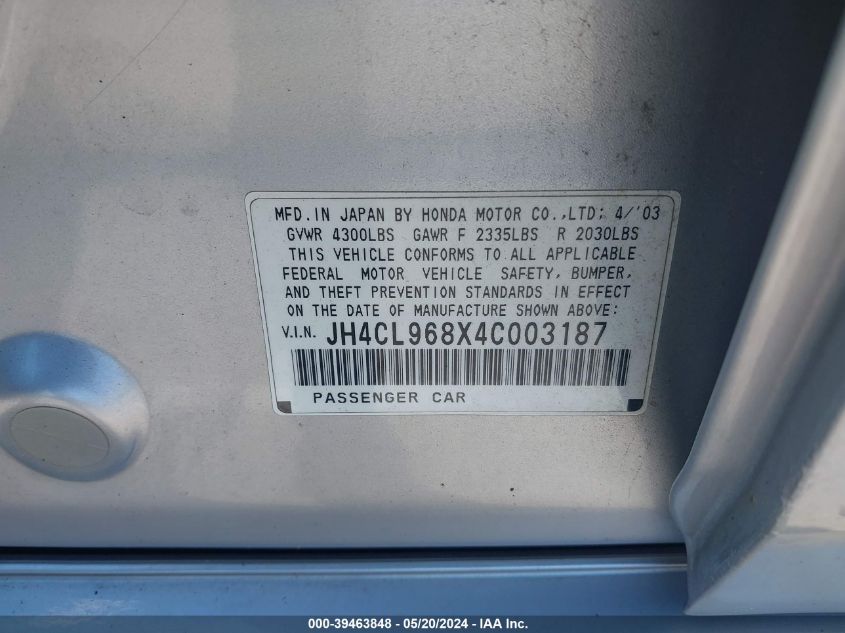 MFD. IN JAPAN BY HONDA MOTOR CO.,LTD; 4/'03
GVWR 4300LBS GAWR F 2335LBS R 2030LBS
THIS VEHICLE CONFORMS TO ALL APPLICABLE
FEDERAL MOTOR VEHICLE SAFETY, BUMPER,
AND THEFT PREVENTION STANDARDS IN EFFECT
ON THE DATE OF MANUFACTURE SHOWN ABOVE:
V.I.N. JH4CL968X4C003187
PASSENGER CAR
000-39463848 - 05/20/2024 - IAA Inc.